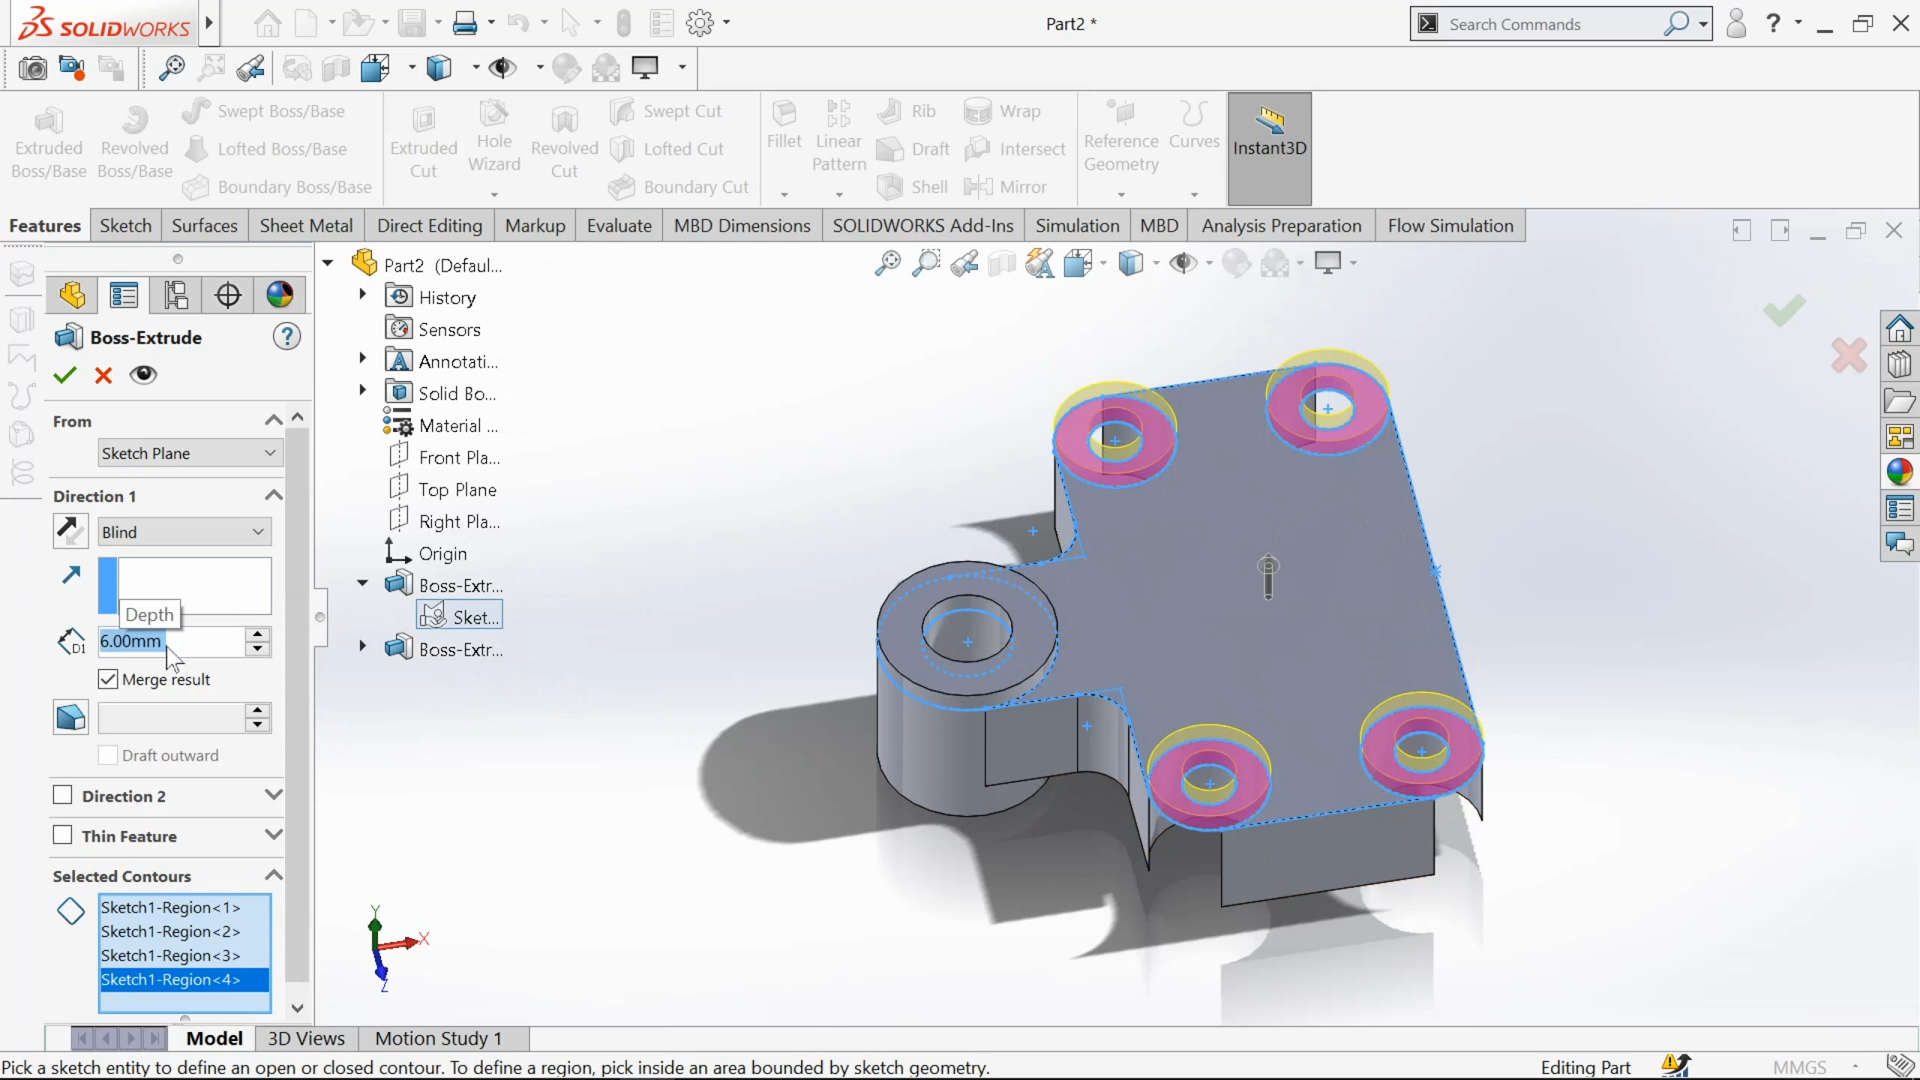 SOLIDWORKS
Part2 *
Search Commands
?
Extruded Boss/Base
Revolved Boss/Base
Swept Boss/Base
Lofted Boss/Base
Boundary Boss/Base
Extruded Cut
Hole Wizard
Revolved Cut
Swept Cut
Lofted Cut
Boundary Cut
Fillet
Linear Pattern
Rib
Draft
Shell
Wrap
Intersect
Mirror
Reference Geometry
Curves
Instant3D
Features
Sketch
Surfaces
Sheet Metal
Direct Editing
Markup
Evaluate
MBD Dimensions
SOLIDWORKS Add-Ins
Simulation
MBD
Analysis Preparation
Flow Simulation
Boss-Extrude
?
From
Sketch Plane
Direction 1
Blind
Depth
D1
6.00mm
Merge result
Draft outward
Direction 2
Thin Feature
Selected Contours
Sketch1-Region<1>
Sketch1-Region<2>
Sketch1-Region<3>
Sketch1-Region<4>
Part2 (Defaul...
History
Sensors
Annotati...
Solid Bo...
Material ...
Front Pla...
Top Plane
Right Pla...
Origin
Boss-Extr...
Sket...
Boss-Extr...
Y
X
Z
Model
3D Views
Motion Study 1
Pick a sketch entity to define an open or closed contour. To define a region, pick inside an area bounded by sketch geometry.
Editing Part
MMGS